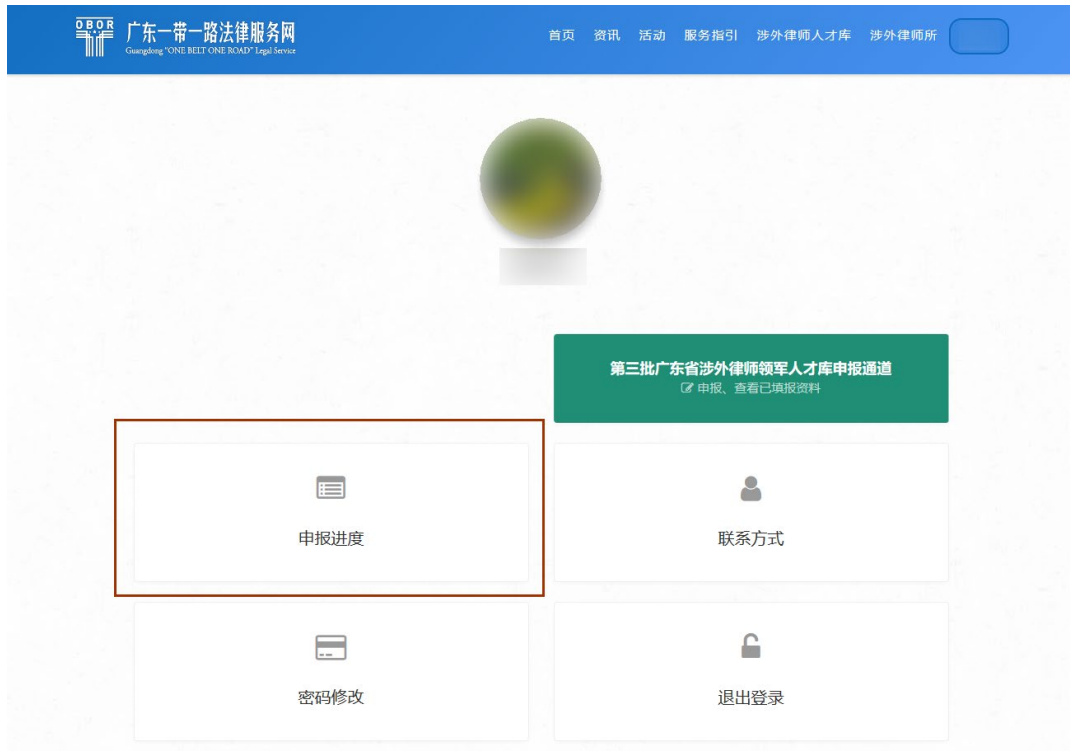 OBOR
广东一带一路法律服务网
Guangdong "ONE BELT ONE ROAD" Legal Service
首页 资讯 活动 服务指引 涉外律师人才库 涉外律师所
第三批广东省涉外律师领军人才库申报通道
申报、查看已填报资料
申报进度
联系方式
密码修改
退出登录